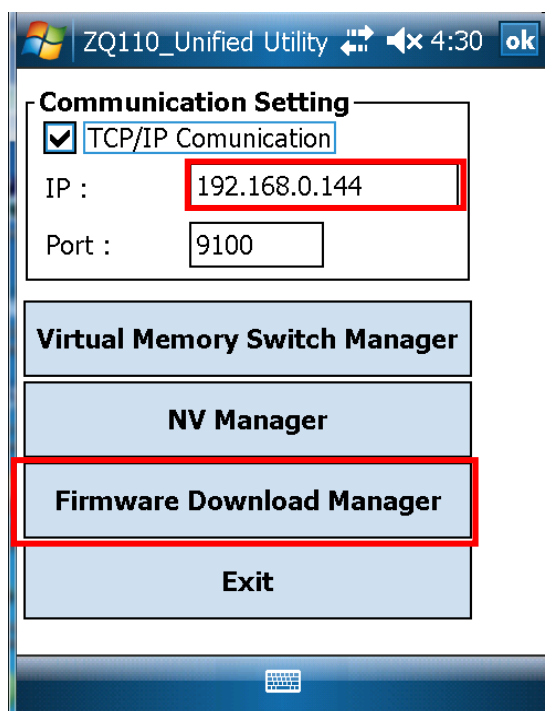 ZQ110_Unified Utility 4:30 ok
Communication Setting
TCP/IP Comunication
IP : 192.168.0.144
Port : 9100
Virtual Memory Switch Manager
NV Manager
Firmware Download Manager
Exit